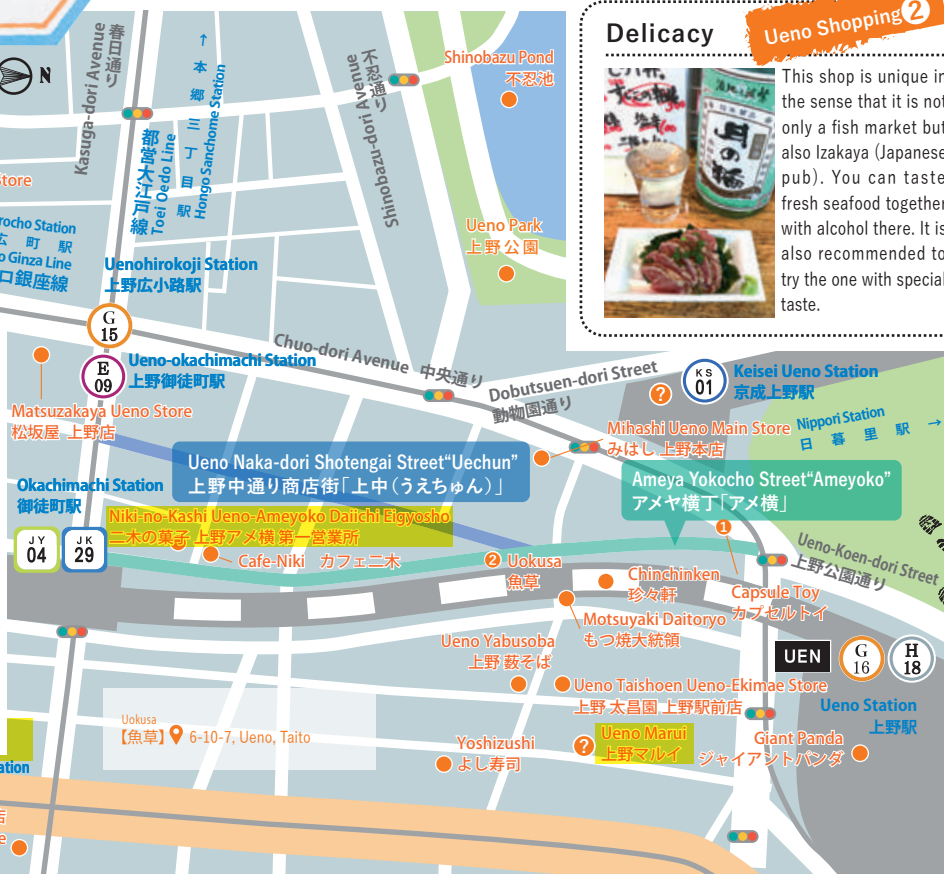 Delicacy
Ueno Shopping 2
This shop is unique in
the sense that it is not
only a fish market but
also Izakaya (Japanese
pub). You can taste
fresh seafood together
with alcohol there. It is
also recommended to
try the one with special
taste.
N
Kasuga-dori Avenue
春日通り
↑本郷三丁目駅
Hongo Sanchome Station
都営大江戸線
Toei Oedo Line
不忍通り
Shinobazu-dori Avenue
Shinobazu Pond
不忍池
Ueno Park
上野公園
tore
rocho Station
広町駅
o Ginza Line
口銀座線
Uenohirokoji Station
上野広小路駅
G
15
E
09
Ueno-okachimachi Station
上野御徒町駅
Chuo-dori Avenue 中央通り
Dobutsuen-dori Street
動物園通り
?
KS
01
Keisei Ueno Station
京成上野駅
Nippori Station
日暮里駅→
Matsuzakaya Ueno Store
松坂屋 上野店
Mihashi Ueno Main Store
みはし 上野本店
Ueno Naka-dori Shotengai Street“Uechun”
上野中通り商店街「上中(うえちゅん)」
Ameya Yokocho Street“Ameyoko”
アメヤ横丁「アメ横」
Okachimachi Station
御徒町駅
JY
04
JK
29
Niki-no-Kashi Ueno-Ameyoko Daiichi Eigyosho
二木の菓子 上野アメ横 第一営業所
Cafe-Niki カフェ二木
2 Uokusa
魚草
Chinchinken
珍々軒
1
Capsule Toy
カプセルトイ
Ueno-Koen-dori Street
上野公園通り
Motsuyaki Daitoryo
もつ焼大統領
Ueno Yabusoba
上野 薮そば
UEN
G
16
H
18
Ueno Station
上野駅
Ueno Taishoen Ueno-Ekimae Store
上野 太昌園 上野駅前店
Uokusa
【魚草】 6-10-7, Ueno, Taito
Yoshizushi
よし寿司
?
Ueno Marui
上野マルイ
Giant Panda
ジャイアントパンダ
ation
店
e